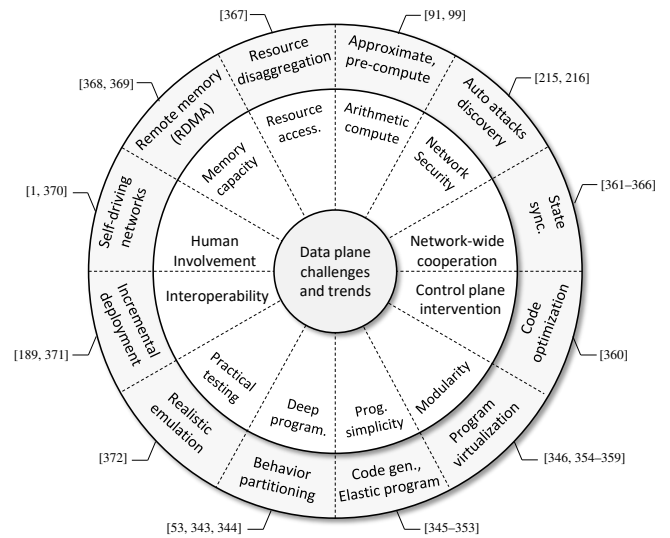 [367]
[91, 99]
[368, 369]
[215, 216]
Resource
disaggregation
Approximate,
pre-compute
Remote memory
(RDMA)
Auto attacks
discovery
Resource
access.
Arithmetic
compute
Memory
capacity
Network
Security
[1, 370]
[361–366]
Self-driving
networks
State
sync.
Human
Involvement
Network-wide
cooperation
Data plane
challenges
and trends
Interoperability
Control plane
intervention
Incremental
deployment
Code
optimization
[189, 371]
[360]
Practical
testing
Modularity
Deep
program.
Prog.
simplicity
Realistic
emulation
Program
virtualization
Behavior
partitioning
Code gen.,
Elastic program
[372]
[346, 354–359]
[53, 343, 344]
[345–353]